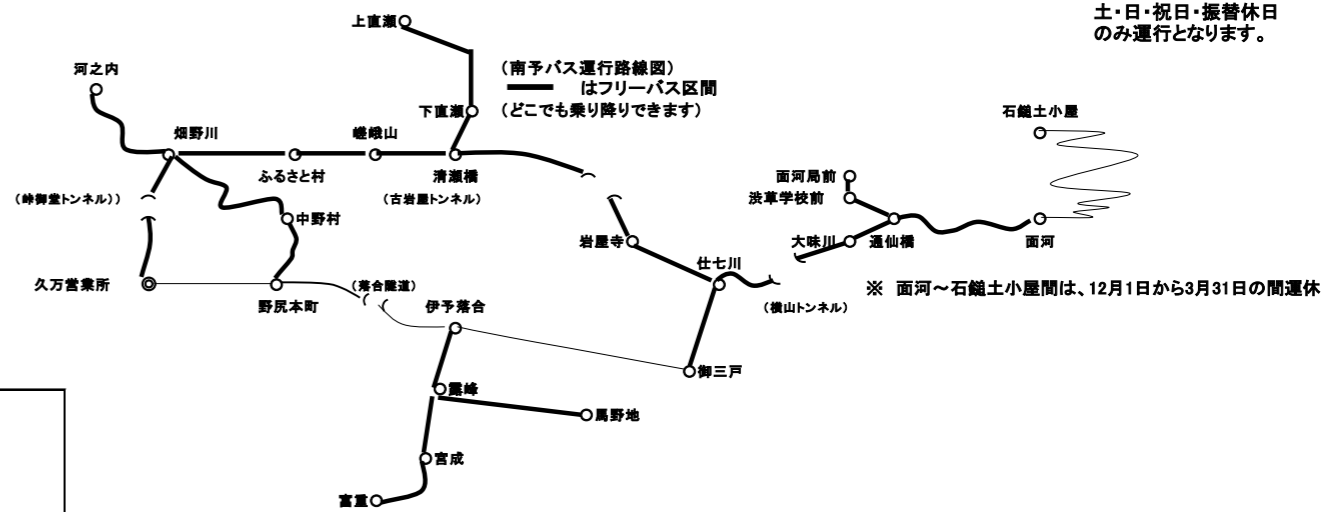 土・日・祝日・振替休日
のみ運行となります。
上直瀬
河之内
(南予バス運行路線図)
はフリーバス区間
(どこでも乗り降りできます)
下直瀬
石鎚土小屋
畑野川
嵯峨山
ふるさと村
清瀬橋
面河局前
(峠御堂トンネル))
(古岩屋トンネル)
渋草学校前
中野村
岩屋寺
大味川
通仙橋
面河
仕七川
久万営業所
(落合隧道)
※ 面河~石鎚土小屋間は、12月1日から3月31日の間運休
野尻本町
伊予落合
(横山トンネル)
御三戸
露峰
馬野地
宮成
富重